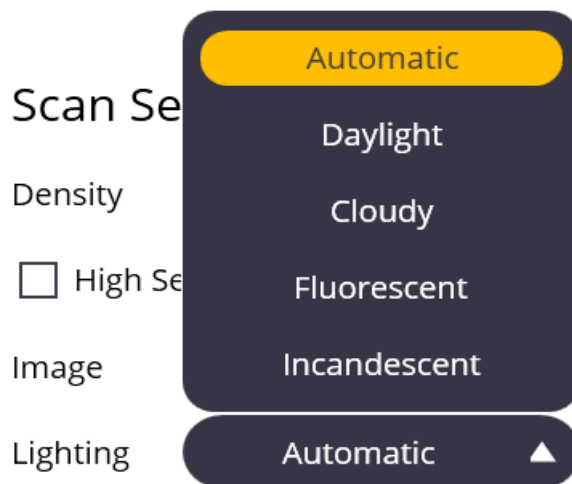 Automatic
Scan Se
Daylight
Density
Cloudy
High Se
Fluorescent
Image
Incandescent
Lighting
Automatic